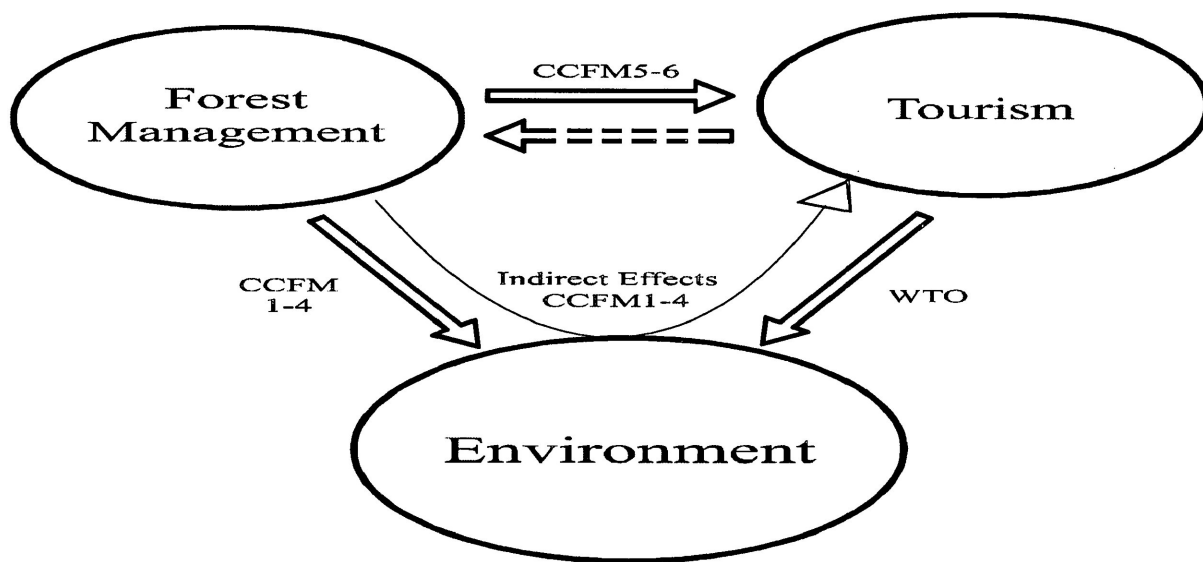 CCFM5-6
Forest
Management
Tourism
CCFM
1-4
Indirect Effects
CCFM1-4
WTO
Environment